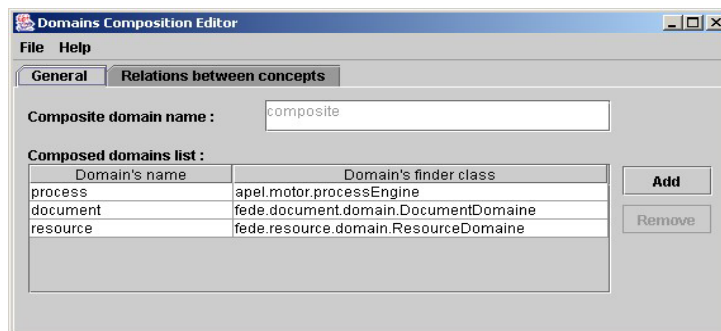 Domains Composition Editor
File Help
General Relations between concepts
Composite domain name : composite
Composed domains list :
Domain's name Domain's finder class
process apel.motor.processEngine
document fede.document.domain.DocumentDomaine
resource fede.resource.domain.ResourceDomaine
Add
Remove